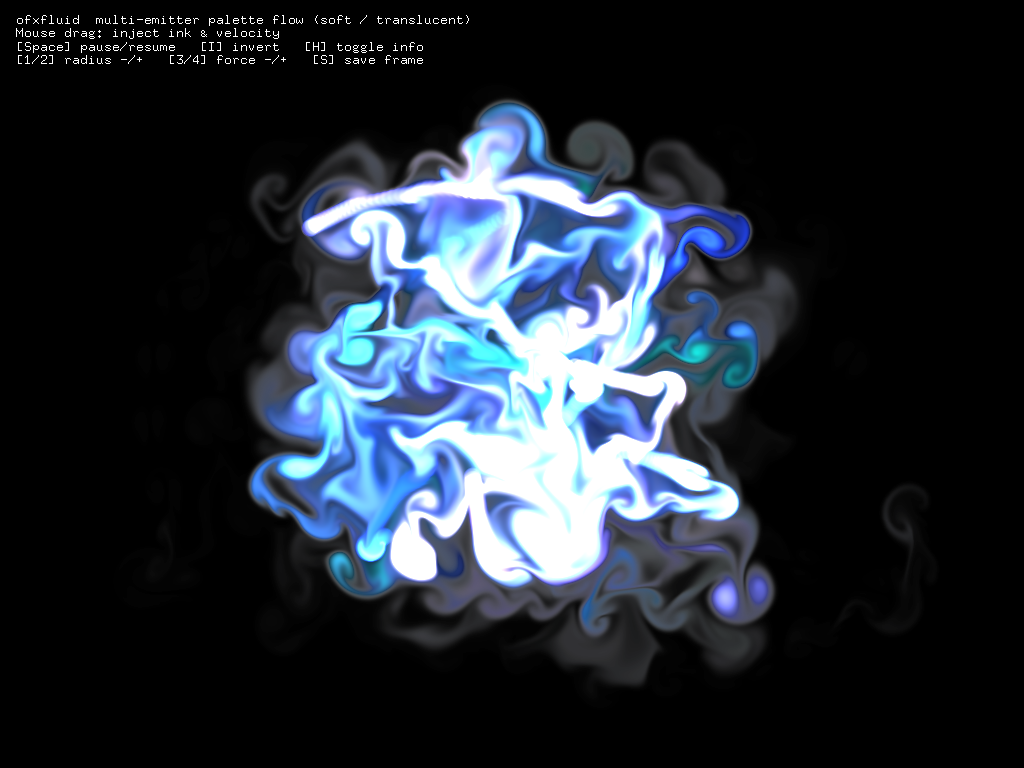 ofxfluid  multi-emitter palette flow (soft / translucent)
Mouse drag: inject ink & velocity
[Space] pause/resume   [I] invert   [H] toggle info
[1/2] radius -/+   [3/4] force -/+   [S] save frame